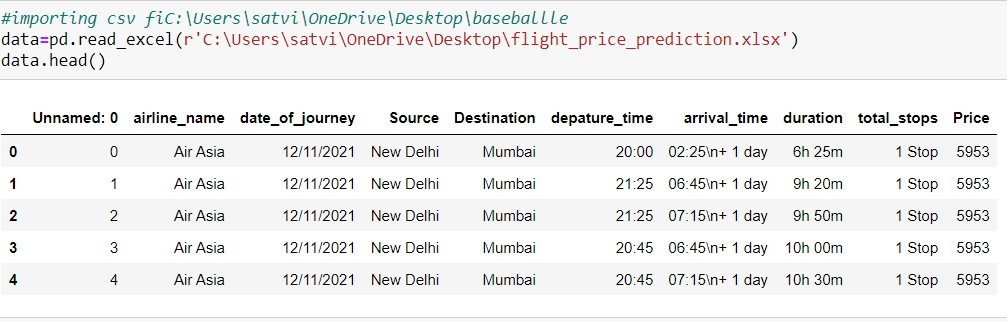 #importing csv fiC:\Users\satvi\OneDrive\Desktop\baseballle
data=pd.read_excel(r'C:\Users\satvi\OneDrive\Desktop\flight_price_prediction.xlsx')
data.head()
Unnamed: 0 airline_name date_of_journey Source Destination depature_time arrival_time duration total_stops Price
0 0 Air Asia 12/11/2021 New Delhi Mumbai 20:00 02:25\n+ 1 day 6h 25m 1 Stop 5953
1 1 Air Asia 12/11/2021 New Delhi Mumbai 21:25 06:45\n+ 1 day 9h 20m 1 Stop 5953
2 2 Air Asia 12/11/2021 New Delhi Mumbai 21:25 07:15\n+ 1 day 9h 50m 1 Stop 5953
3 3 Air Asia 12/11/2021 New Delhi Mumbai 20:45 06:45\n+ 1 day 10h 00m 1 Stop 5953
4 4 Air Asia 12/11/2021 New Delhi Mumbai 20:45 07:15\n+ 1 day 10h 30m 1 Stop 5953